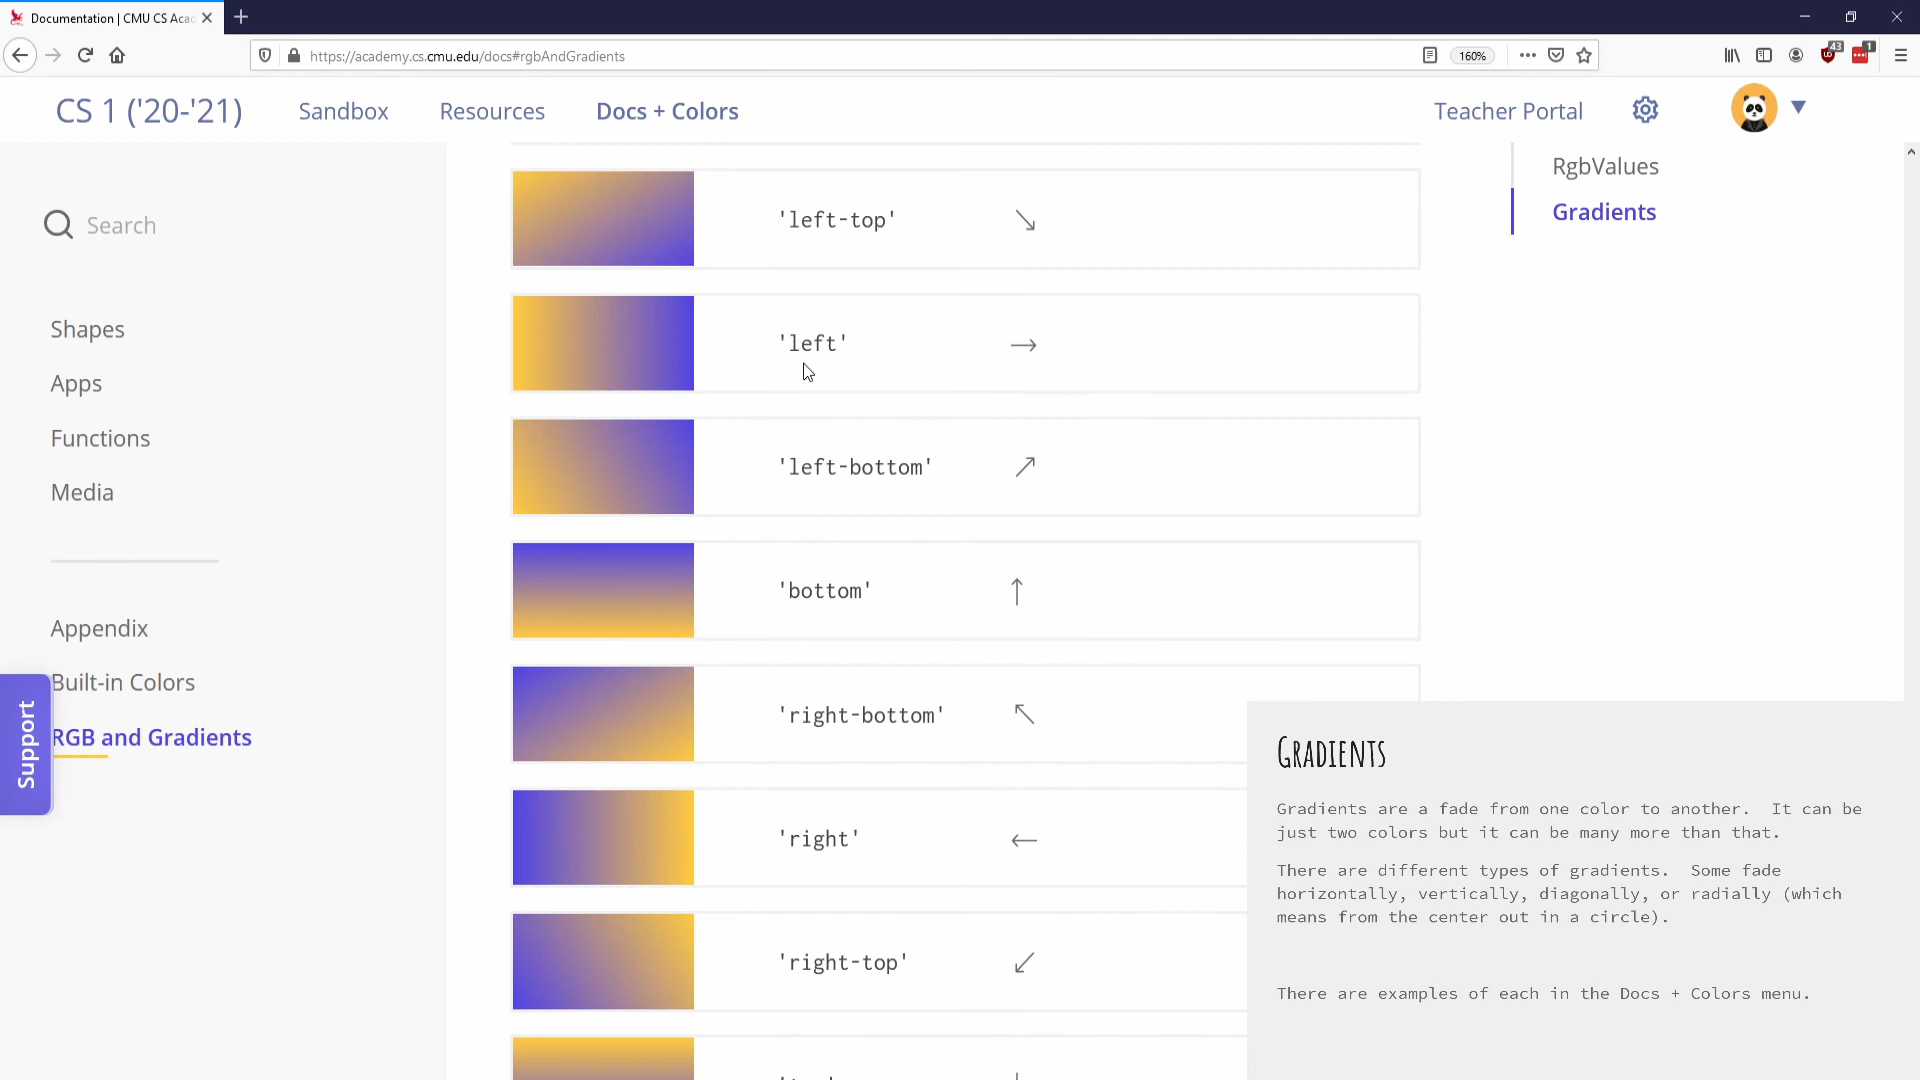 Documentation | CMU CS Aca
https://academy.cs.cmu.edu/docs#rgbAndGradients
160%
43
1
CS 1 ('20-'21)
Sandbox
Resources
Docs + Colors
Teacher Portal
Search
Shapes
Apps
Functions
Media
Appendix
Built-in Colors
RGB and Gradients
Support
'left-top'
'left'
'left-bottom'
'bottom'
'right-bottom'
'right'
'right-top'
RgbValues
Gradients
GRADIENTS
Gradients are a fade from one color to another. It can be
just two colors but it can be many more than that.
There are different types of gradients. Some fade
horizontally, vertically, diagonally, or radially (which
means from the center out in a circle).
There are examples of each in the Docs + Colors menu.